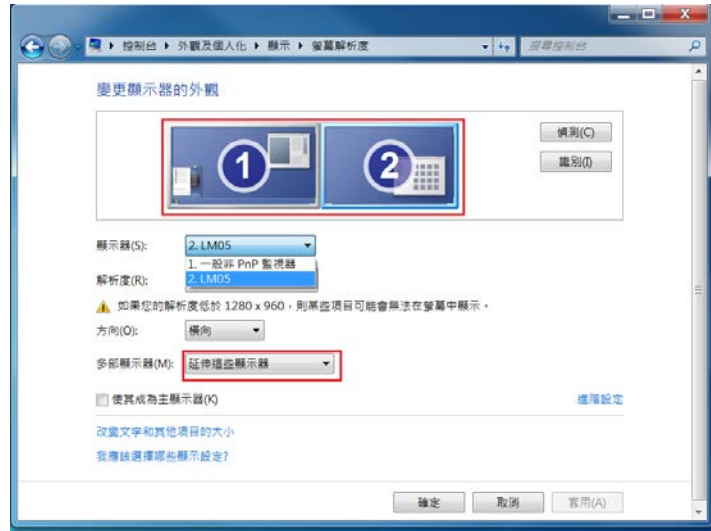 控制台 ▸ 外觀及個人化 ▸ 顯示 ▸ 螢幕解析度 搜尋控制台
變更顯示器的外觀
1 2
偵測(C)
識別(I)
顯示器(S): 2. LM05
1. 一般非 PnP 監視器
解析度(R): 2. LM05
如果您的解析度低於 1280 x 960，則某些項目可能會無法在螢幕中顯示。
方向(O): 橫向
多部顯示器(M): 延伸這些顯示器
使其成為主顯示器(K) 進階設定
改變文字和其他項目的大小
我應該選擇哪些顯示設定?
確定 取消 套用(A)